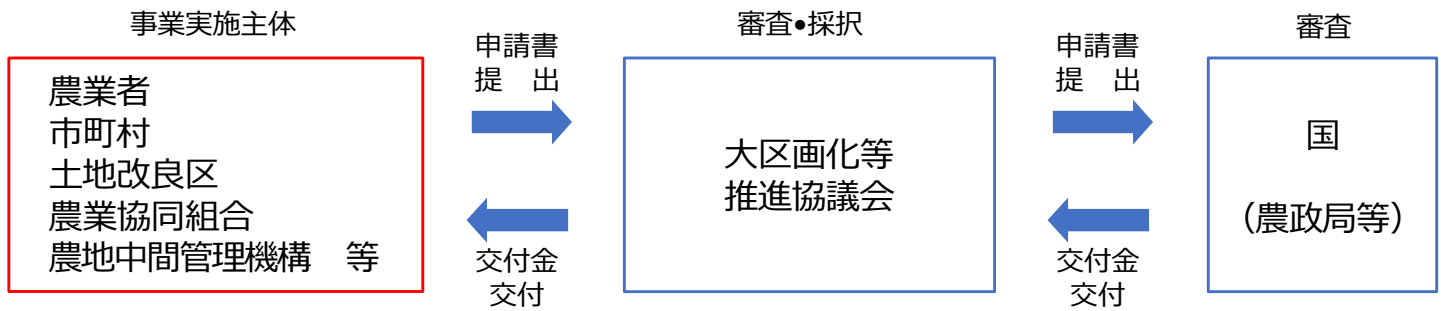 事業実施主体
農業者
市町村
土地改良区
農業協同組合
農地中間管理機構　等
申請書
提　出
交付金
交付
審査•採択
大区画化等
推進協議会
申請書
提　出
交付金
交付
審査
国
（農政局等）